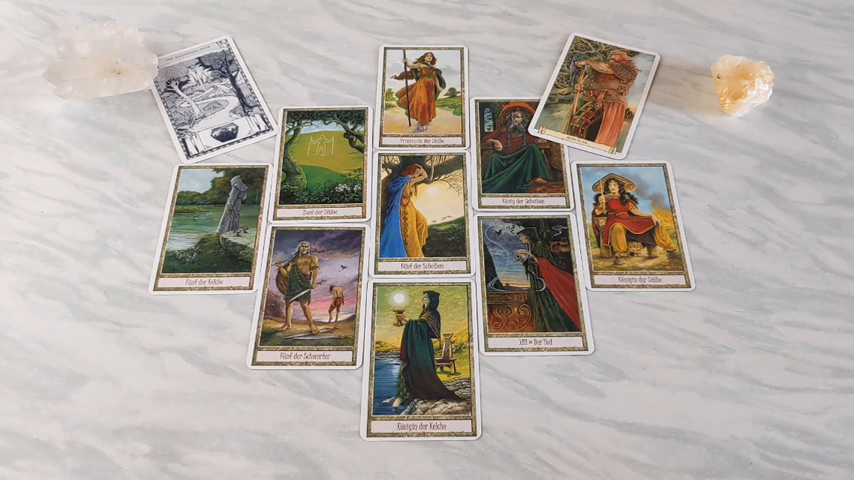 Prinzessin der Stäbe
Zwei der Stäbe
König der Scheiben
Fünf der Kelche
Fünf der Scheiben
Königin der Stäbe
Fünf der Schwerter
XIII ∞ Der Tod
Königin der Kelche